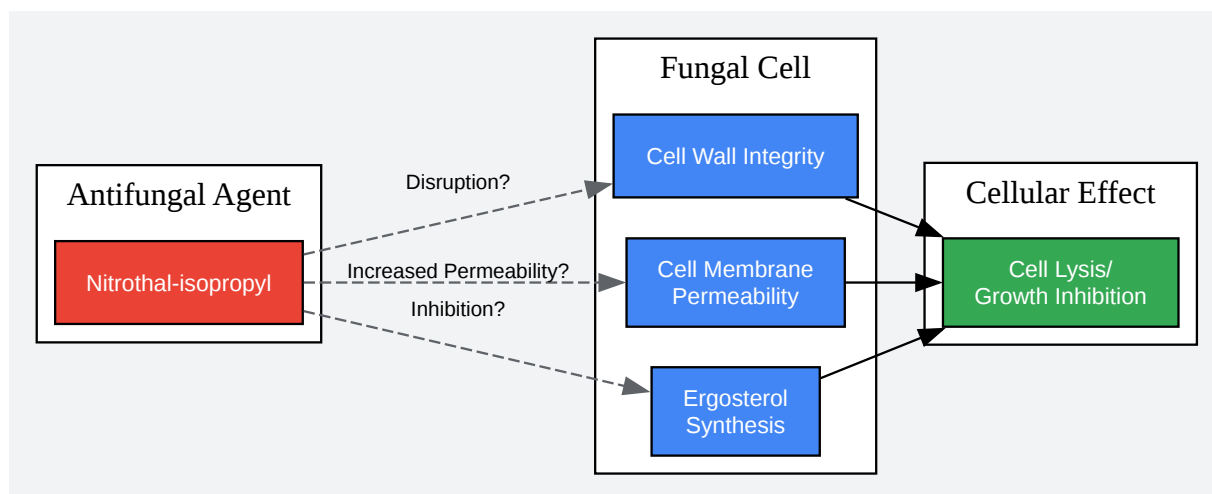 Antifungal Agent
Nitrothal-isopropyl
Disruption?
Increased Permeability?
Inhibition?
Fungal Cell
Cell Wall Integrity
Cell Membrane
Permeability
Ergosterol
Synthesis
Cellular Effect
Cell Lysis/
Growth Inhibition